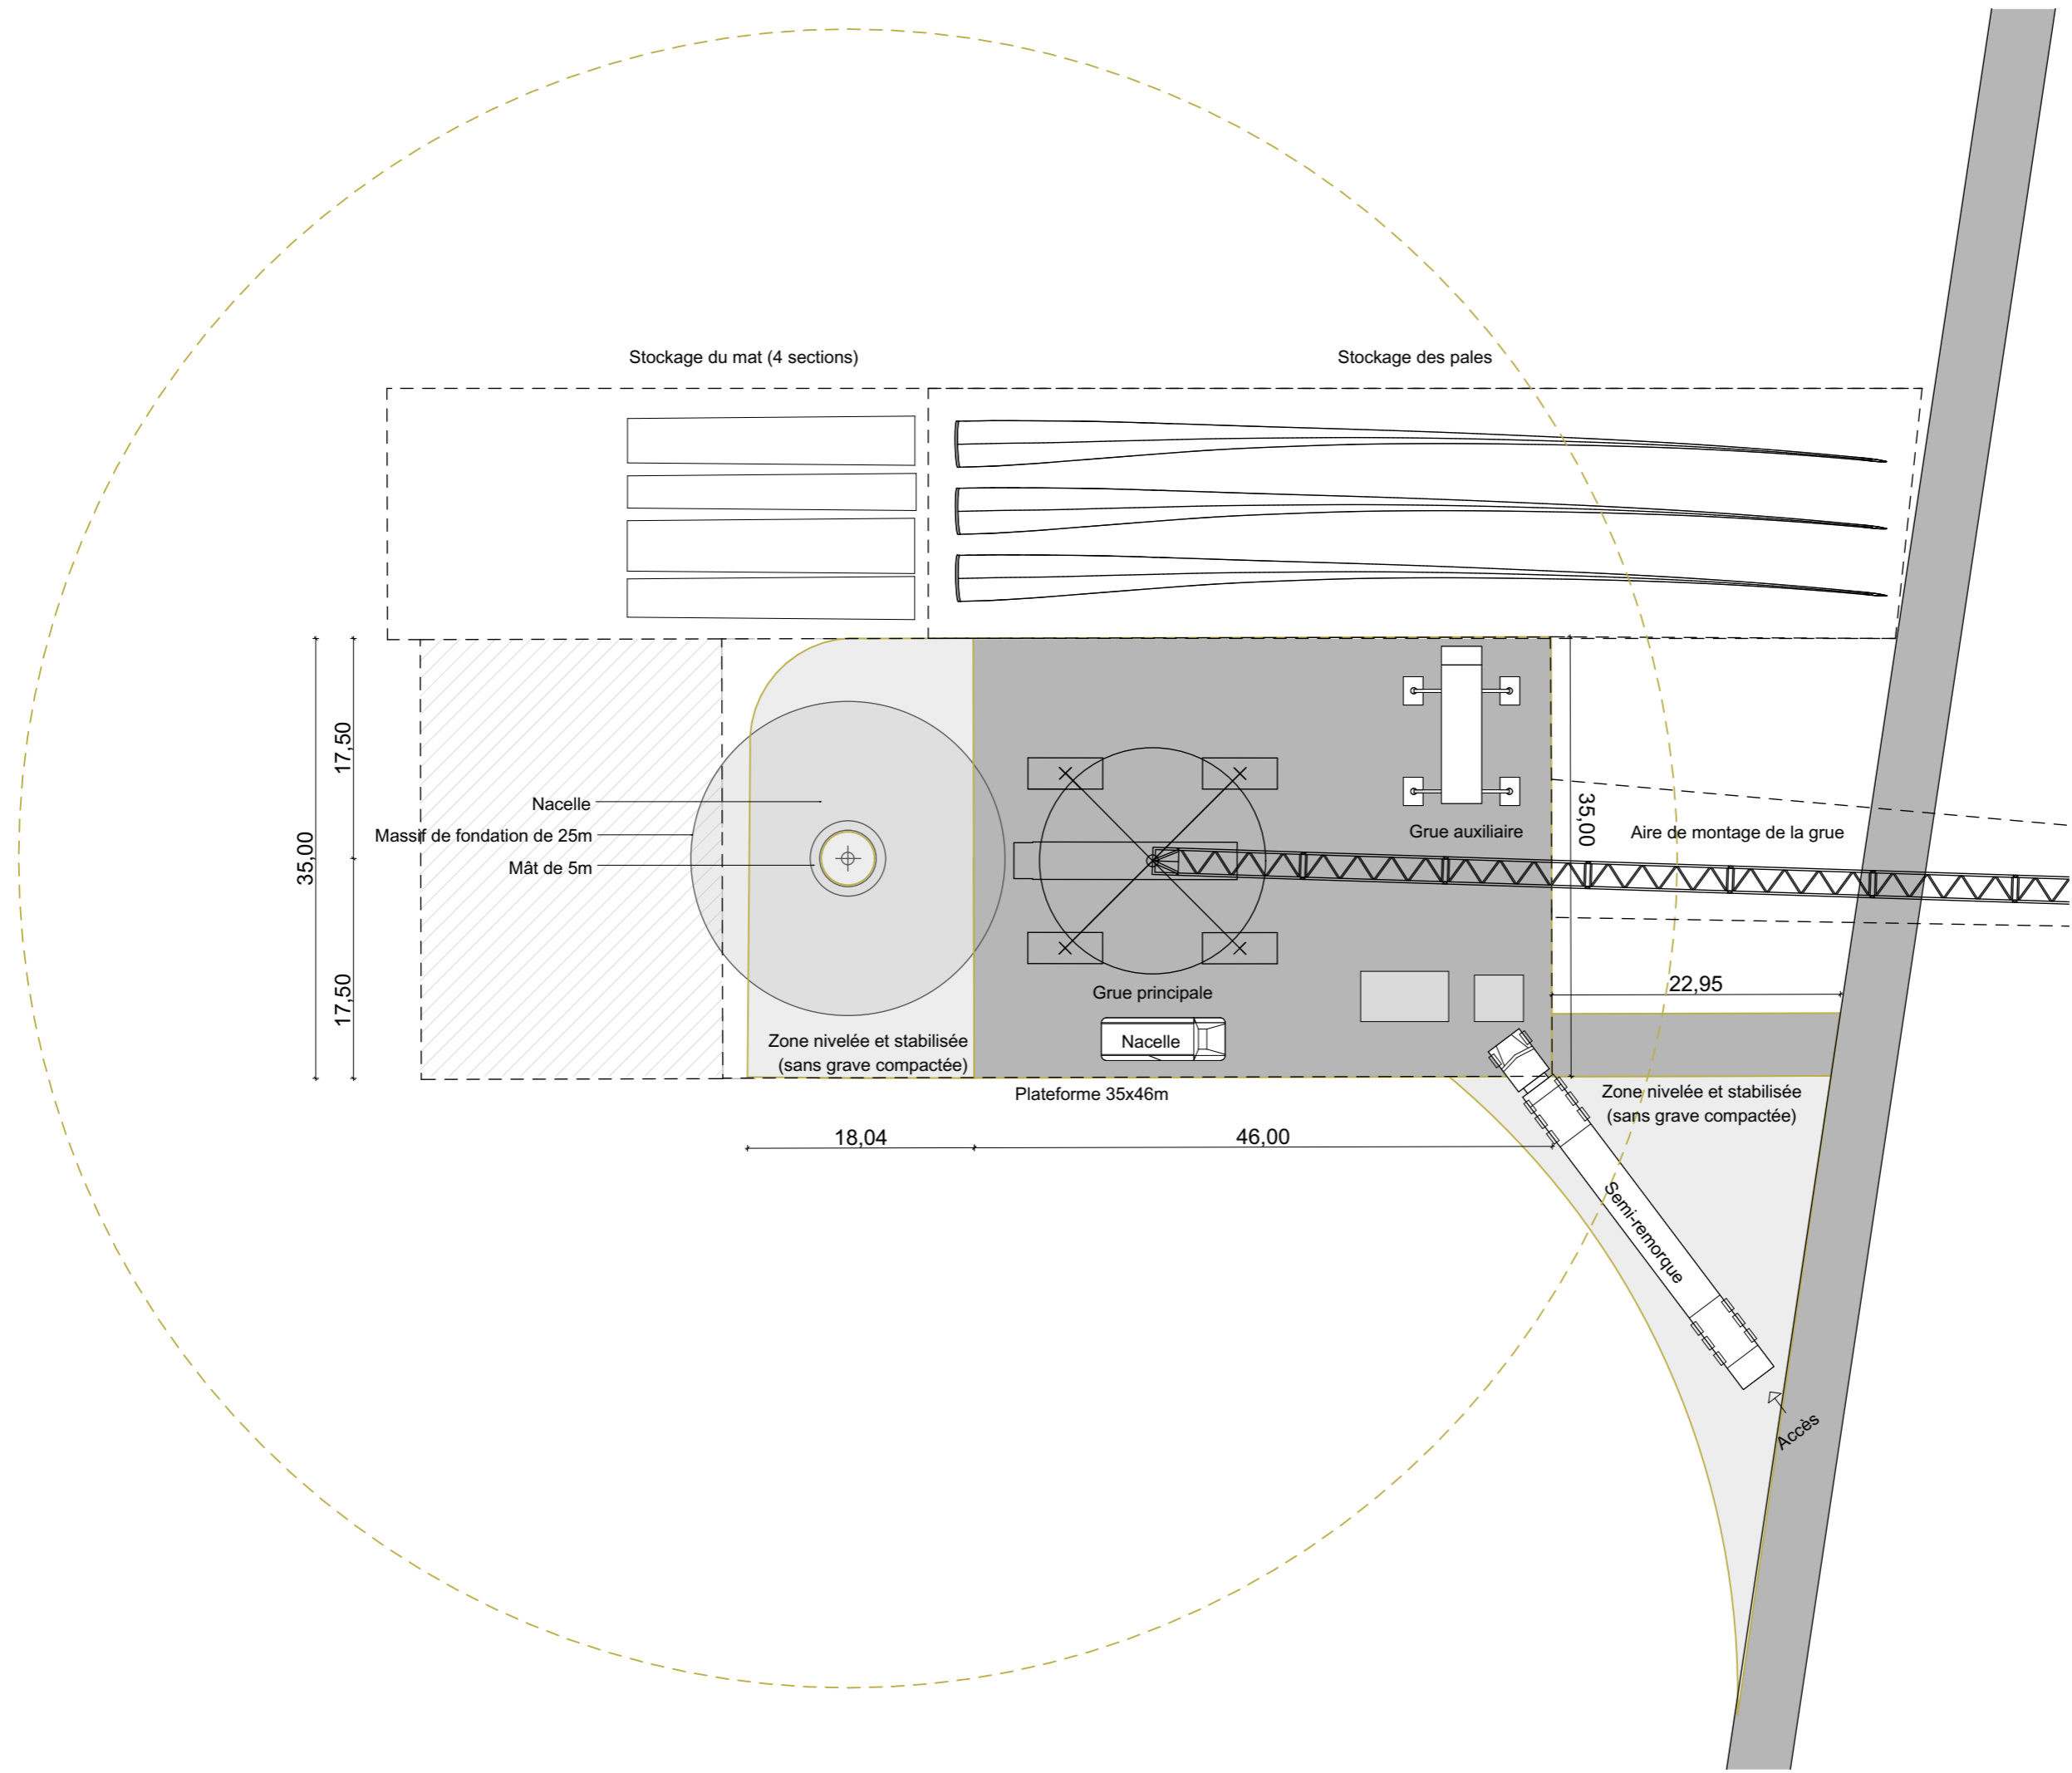 Stockage du mat (4 sections)
Stockage des pales
17,50
35,00
17,50
Nacelle
Massif de fondation de 25m
Mât de 5m
Grue auxiliaire
35,00
Aire de montage de la grue
22,95
Grue principale
Nacelle
Zone nivelée et stabilisée
(sans grave compactée)
Plateforme 35x46m
Zone nivelée et stabilisée
(sans grave compactée)
18,04
46,00
Semi-remorque
Accès